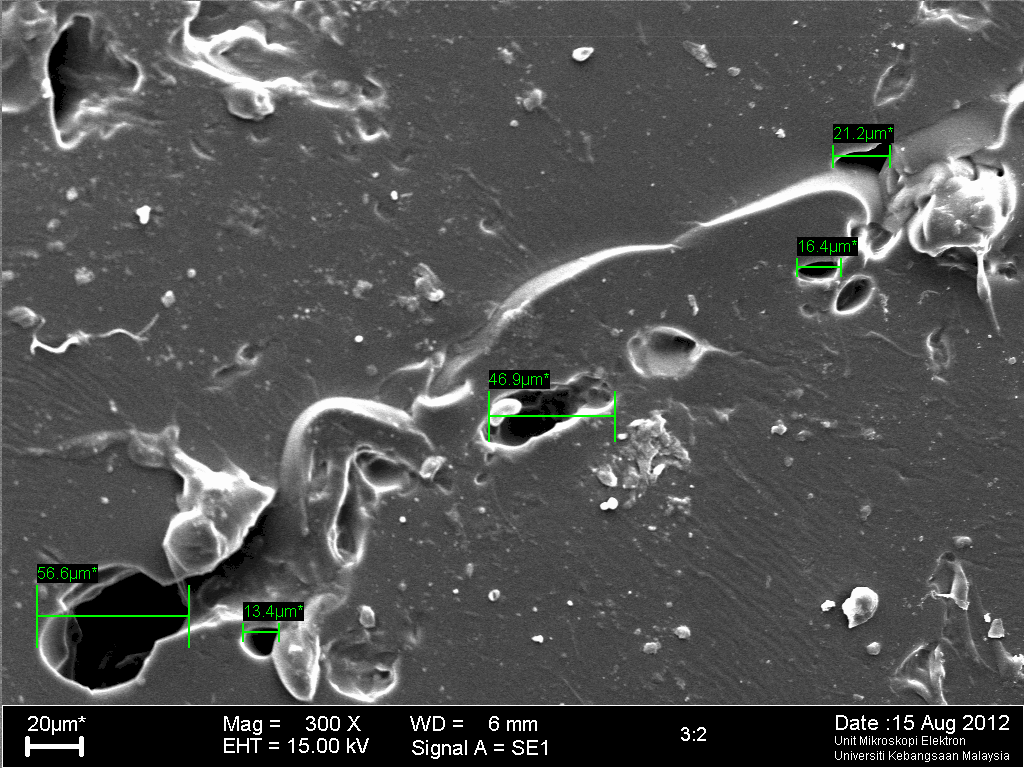 21.2µm*
16.4µm*
46.9µm*
56.6µm*
13.4µm*
20µm*
Mag = 300 X
EHT = 15.00 kV
WD = 6 mm
Signal A = SE1
3:2
Date :15 Aug 2012
Unit Mikroskopi Elektron
Universiti Kebangsaan Malaysia